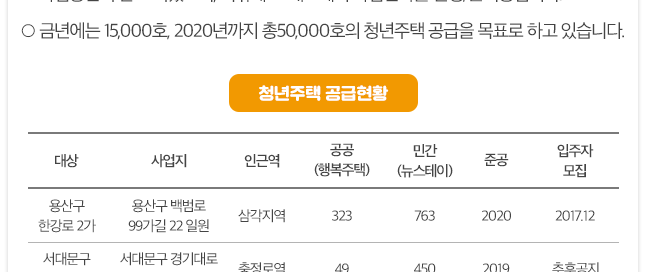 ○ 금년에는 15,000호, 2020년까지 총50,000호의 청년주택 공급을 목표로 하고 있습니다.
청년주택 공급현황
대상 사업지 인근역 공공 (행복주택) 민간 (뉴스테이) 준공 입주자 모집
용산구 한강로 2가 용산구 백범로 99가길 22 일원 삼각지역 323 763 2020 2017.12
서대문구 서대문구 경기대로 충정로역 49 450 2019 추후공지